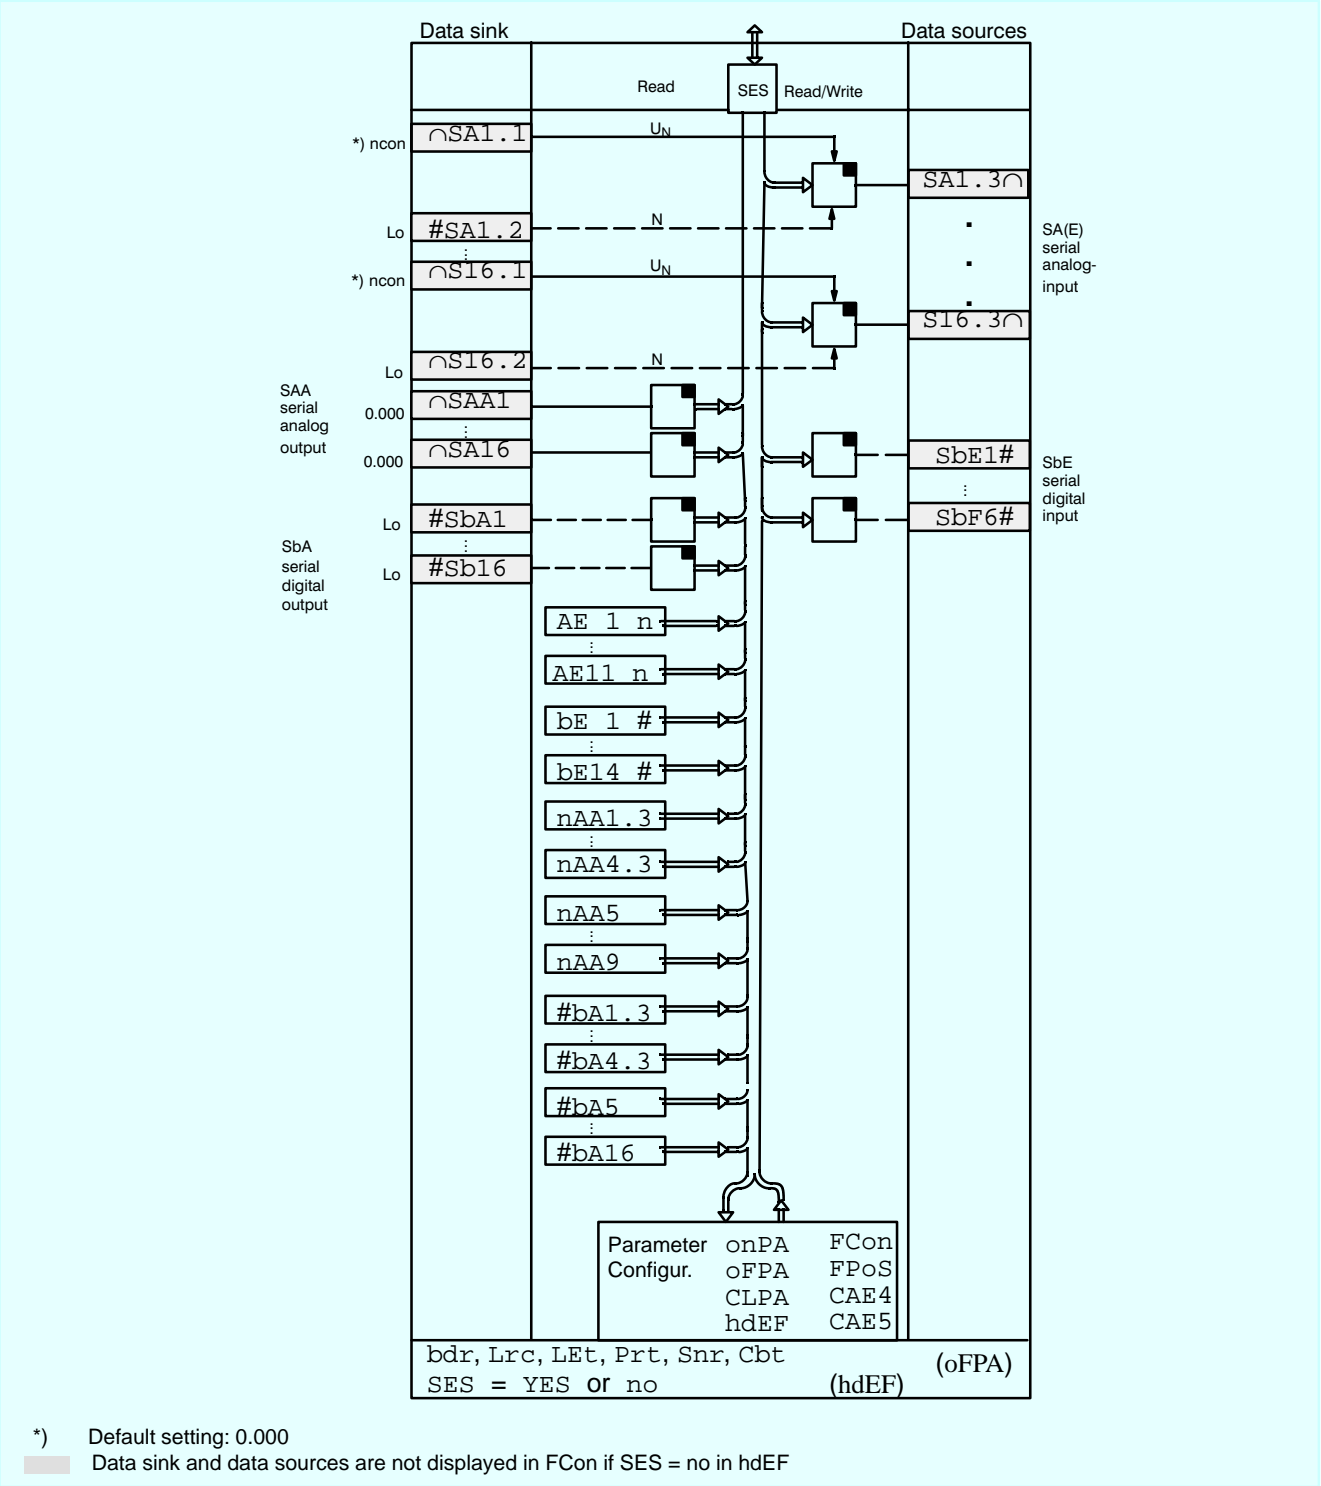 Data sink
Data sources
Read
SES
Read/Write
*) ncon
∩SA1.1
UN
SA1.3∩
Lo
#SA1.2
N
SA(E)
serial
analog-
input
*) ncon
∩S16.1
UN
S16.3∩
Lo
∩S16.2
N
SAA
serial
analog
output
0.000
∩SAA1
0.000
∩SA16
SbE1#
SbE
serial
digital
input
SbF6#
Lo
#SbA1
SbA
serial
digital
output
Lo
#Sb16
AE 1 n
AE11 n
bE 1 #
bE14 #
nAA1.3
nAA4.3
nAA5
nAA9
#bA1.3
#bA4.3
#bA5
#bA16
Parameter
Configur.
onPA
oFPA
CLPA
hdEF
FCon
FPoS
CAE4
CAE5
bdr, Lrc, LEt, Prt, Snr, Cbt
SES = YES or no
(hdEF)
(oFPA)
*) Default setting: 0.000
Data sink and data sources are not displayed in FCon if SES = no in hdEF